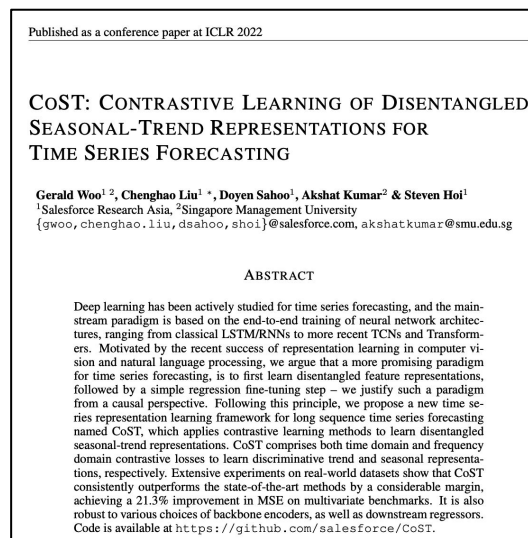 Published as a conference paper at ICLR 2022
COST: CONTRASTIVE LEARNING OF DISENTANGLED
SEASONAL-TREND REPRESENTATIONS FOR
TIME SERIES FORECASTING
Gerald Woo1 2, Chenghao Liu1 *, Doyen Sahoo1, Akshat Kumar2 & Steven Hoi1
1Salesforce Research Asia, 2Singapore Management University
{gwoo,chenghao.liu,dsahoo,shoi}@salesforce.com, akshatkumar@smu.edu.sg
ABSTRACT
Deep learning has been actively studied for time series forecasting, and the main-
stream paradigm is based on the end-to-end training of neural network architec-
tures, ranging from classical LSTM/RNNs to more recent TCNs and Transform-
ers. Motivated by the recent success of representation learning in computer vi-
sion and natural language processing, we argue that a more promising paradigm
for time series forecasting, is to first learn disentangled feature representations,
followed by a simple regression fine-tuning step – we justify such a paradigm
from a causal perspective. Following this principle, we propose a new time se-
ries representation learning framework for long sequence time series forecasting
named CoST, which applies contrastive learning methods to learn disentangled
seasonal-trend representations. CoST comprises both time domain and frequency
domain contrastive losses to learn discriminative trend and seasonal representa-
tions, respectively. Extensive experiments on real-world datasets show that CoST
consistently outperforms the state-of-the-art methods by a considerable margin,
achieving a 21.3% improvement in MSE on multivariate benchmarks. It is also
robust to various choices of backbone encoders, as well as downstream regressors.
Code is available at https://github.com/salesforce/CoST.